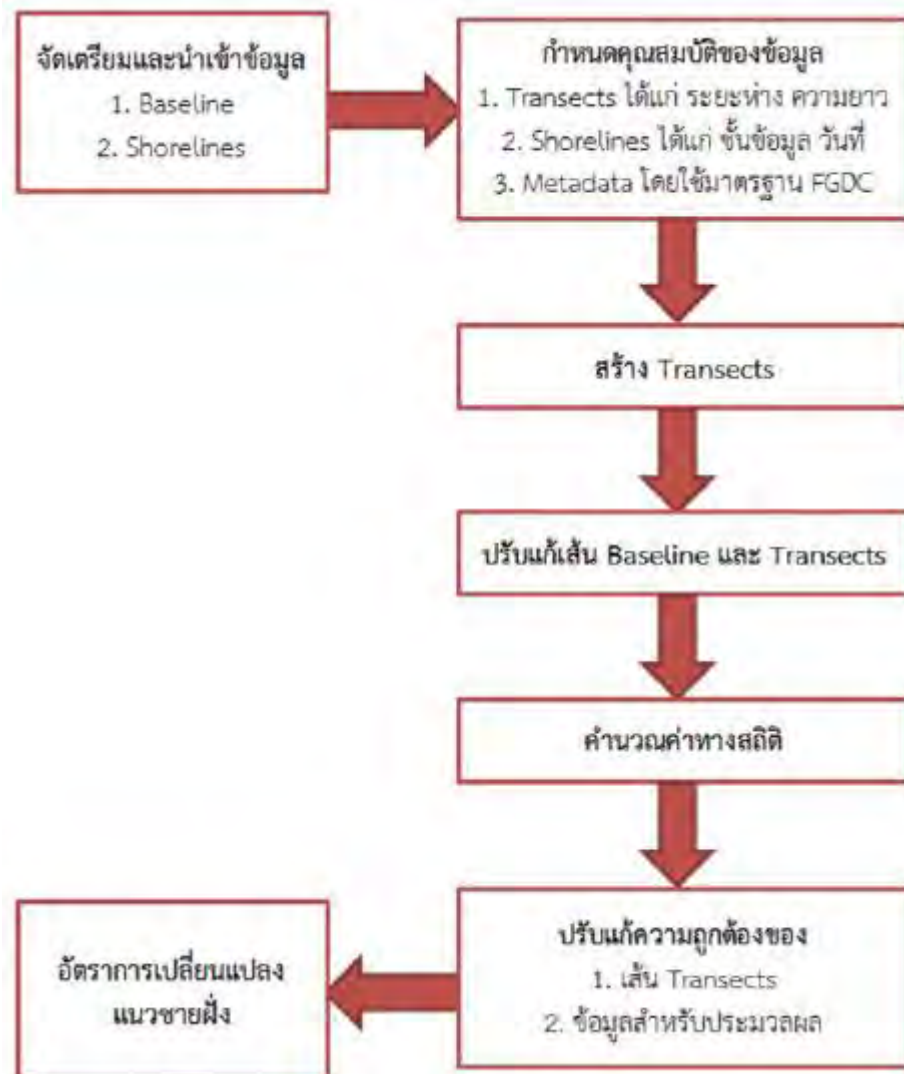 จัดเตรียมและนำเข้าข้อมูล
1. Baseline
2. Shorelines
กำหนดคุณสมบัติของข้อมูล
1. Transects ได้แก่ ระยะห่าง ความยาว
2. Shorelines ได้แก่ ชั้นข้อมูล วันที่
3. Metadata โดยใช้มาตรฐาน FGDC
สร้าง Transects
ปรับแก้เส้น Baseline และ Transects
คำนวณค่าทางสถิติ
ปรับแก้ความถูกต้องของ
1. เส้น Transects
2. ข้อมูลสำหรับประมวลผล
อัตราการเปลี่ยนแปลง
แนวชายฝั่ง